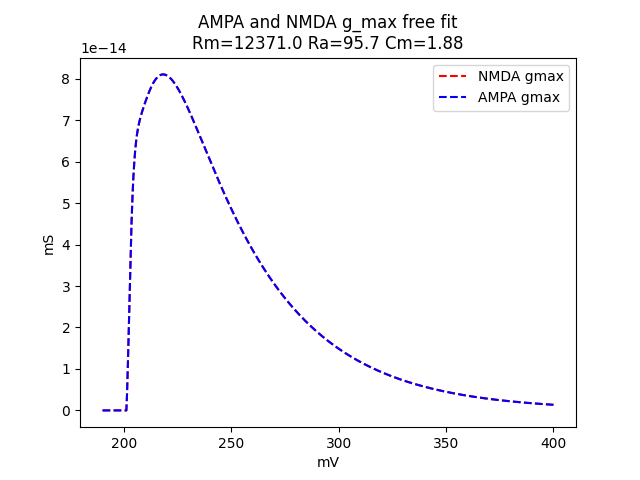 AMPA and NMDA g_max free fit
Rm=12371.0 Ra=95.7 Cm=1.88
1e−14
NMDA gmax
AMPA gmax
8
7
6
5
4
3
2
1
0
mS
200
250
300
350
400
mV